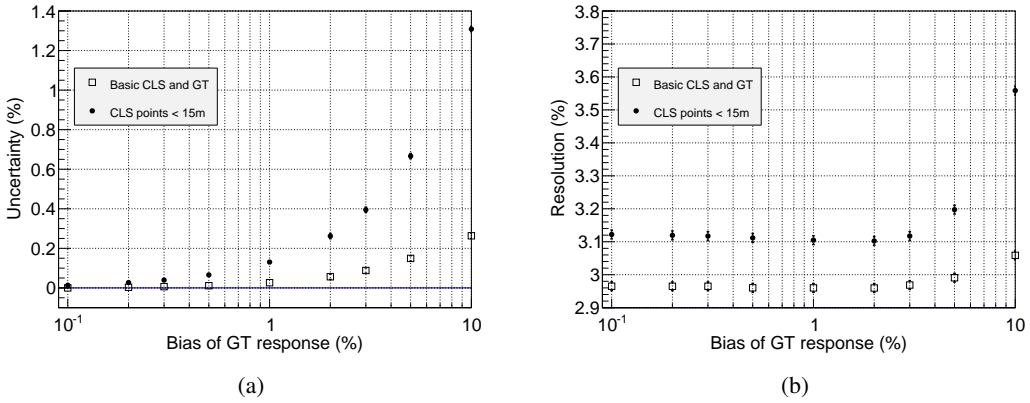 1.4
1.2
1
0.8
0.6
0.4
0.2
0
Uncertainty (%)
Basic CLS and GT
CLS points < 15m
10⁻¹ 1 10
Bias of GT response (%)
(a)
3.8
3.7
3.6
3.5
3.4
3.3
3.2
3.1
3
2.9
Resolution (%)
Basic CLS and GT
CLS points < 15m
10⁻¹ 1 10
Bias of GT response (%)
(b)